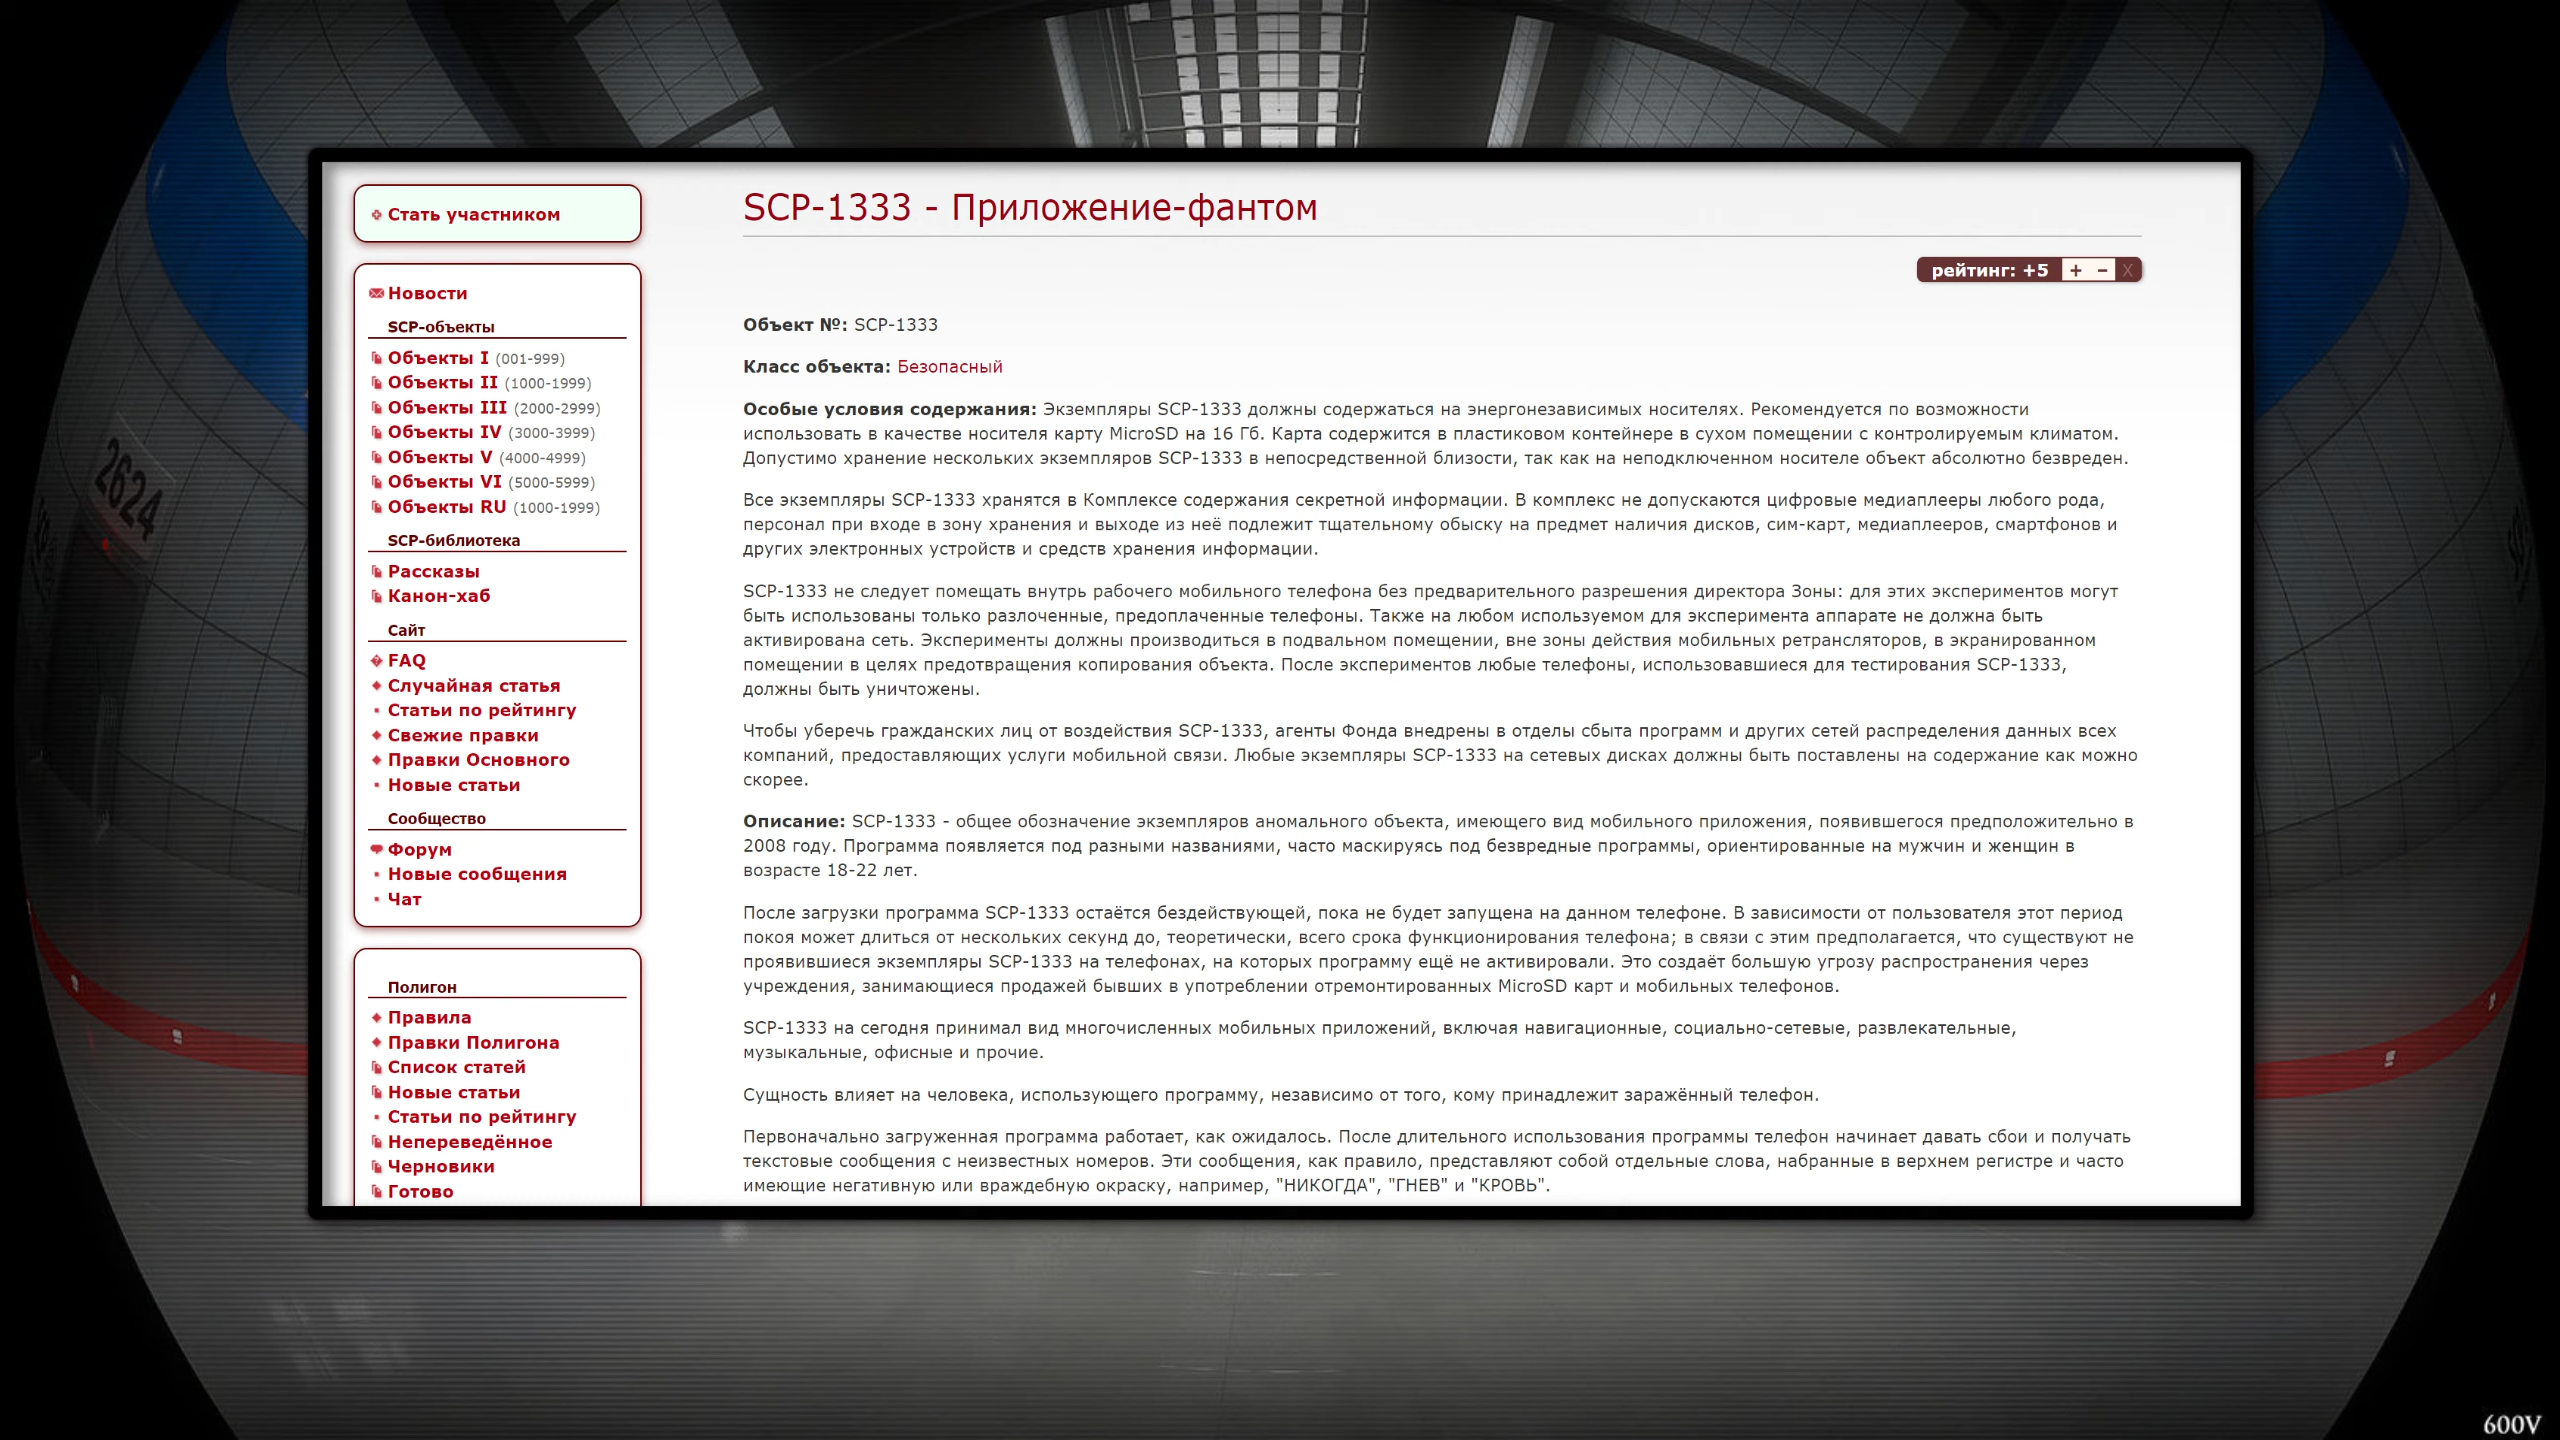 Стать участником
Новости
SCP-объекты
Объекты I (001-999)
Объекты II (1000-1999)
Объекты III (2000-2999)
Объекты IV (3000-3999)
Объекты V (4000-4999)
Объекты VI (5000-5999)
Объекты RU (1000-1999)
SCP-библиотека
Рассказы
Канон-хаб
Сайт
FAQ
Случайная статья
Статьи по рейтингу
Свежие правки
Правки Основного
Новые статьи
Сообщество
Форум
Новые сообщения
Чат
Полигон
Правила
Правки Полигона
Список статей
Новые статьи
Статьи по рейтингу
Непереведённое
Черновики
Готово
SCP-1333 - Приложение-фантом
рейтинг: +5 + – X
Объект №: SCP-1333
Класс объекта: Безопасный
Особые условия содержания: Экземпляры SCP-1333 должны содержаться на энергонезависимых носителях. Рекомендуется по возможности
использовать в качестве носителя карту MicroSD на 16 Гб. Карта содержится в пластиковом контейнере в сухом помещении с контролируемым климатом.
Допустимо хранение нескольких экземпляров SCP-1333 в непосредственной близости, так как на неподключенном носителе объект абсолютно безвреден.
Все экземпляры SCP-1333 хранятся в Комплексе содержания секретной информации. В комплекс не допускаются цифровые медиаплееры любого рода,
персонал при входе в зону хранения и выходе из неё подлежит тщательному обыску на предмет наличия дисков, сим-карт, медиаплееров, смартфонов и
других электронных устройств и средств хранения информации.
SCP-1333 не следует помещать внутрь рабочего мобильного телефона без предварительного разрешения директора Зоны: для этих экспериментов могут
быть использованы только разлоченные, предоплаченные телефоны. Также на любом используемом для эксперимента аппарате не должна быть
активирована сеть. Эксперименты должны производиться в подвальном помещении, вне зоны действия мобильных ретрансляторов, в экранированном
помещении в целях предотвращения копирования объекта. После экспериментов любые телефоны, использовавшиеся для тестирования SCP-1333,
должны быть уничтожены.
Чтобы уберечь гражданских лиц от воздействия SCP-1333, агенты Фонда внедрены в отделы сбыта программ и других сетей распределения данных всех
компаний, предоставляющих услуги мобильной связи. Любые экземпляры SCP-1333 на сетевых дисках должны быть поставлены на содержание как можно
скорее.
Описание: SCP-1333 - общее обозначение экземпляров аномального объекта, имеющего вид мобильного приложения, появившегося предположительно в
2008 году. Программа появляется под разными названиями, часто маскируясь под безвредные программы, ориентированные на мужчин и женщин в
возрасте 18-22 лет.
После загрузки программа SCP-1333 остаётся бездействующей, пока не будет запущена на данном телефоне. В зависимости от пользователя этот период
покоя может длиться от нескольких секунд до, теоретически, всего срока функционирования телефона; в связи с этим предполагается, что существуют не
проявившиеся экземпляры SCP-1333 на телефонах, на которых программу ещё не активировали. Это создаёт большую угрозу распространения через
учреждения, занимающиеся продажей бывших в употреблении отремонтированных MicroSD карт и мобильных телефонов.
SCP-1333 на сегодня принимал вид многочисленных мобильных приложений, включая навигационные, социально-сетевые, развлекательные,
музыкальные, офисные и прочие.
Сущность влияет на человека, использующего программу, независимо от того, кому принадлежит заражённый телефон.
Первоначально загруженная программа работает, как ожидалось. После длительного использования программы телефон начинает давать сбои и получать
текстовые сообщения с неизвестных номеров. Эти сообщения, как правило, представляют собой отдельные слова, набранные в верхнем регистре и часто
имеющие негативную или враждебную окраску, например, "НИКОГДА", "ГНЕВ" и "КРОВЬ".
2624
600V